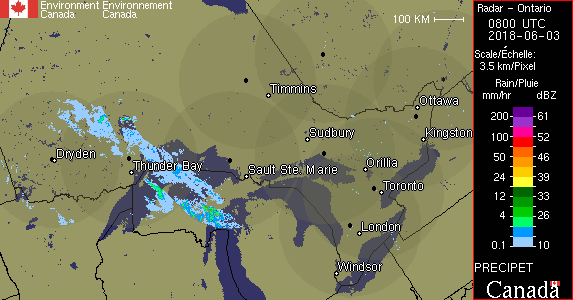 Environment Environnement
Canada Canada
100 KM
Timmins
Ottawa
Sudbury
Kingston
Dryden
Thunder Bay
Sault Ste. Marie
Orillia
Toronto
London
Windsor
Radar - Ontario
0800 UTC
2018-06-03
Scale/Échelle:
3.5 km/Pixel
Rain/Pluie
mm/hr dBZ
200 61
100 52
50 46
24 39
12 33
4 26
0.1 10
PRECIPET
Canada